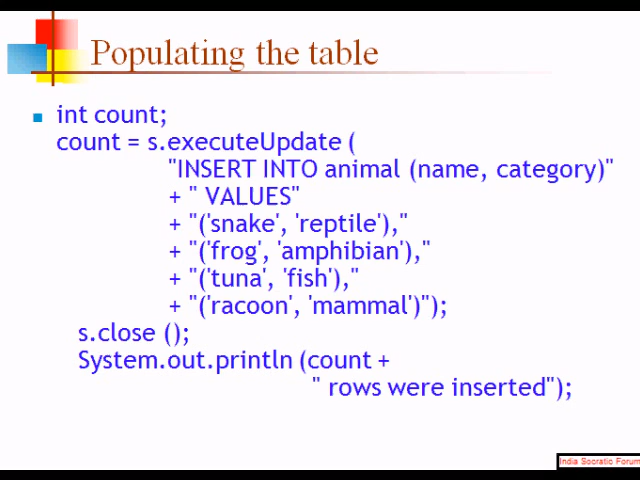 Populating the table
int count;
count = s.executeUpdate (
"INSERT INTO animal (name, category)"
+ " VALUES"
+ "('snake', 'reptile'),"
+ "('frog', 'amphibian'),"
+ "('tuna', 'fish'),"
+ "('racoon', 'mammal')");
s.close ();
System.out.println (count +
" rows were inserted");
India Socratic Forum